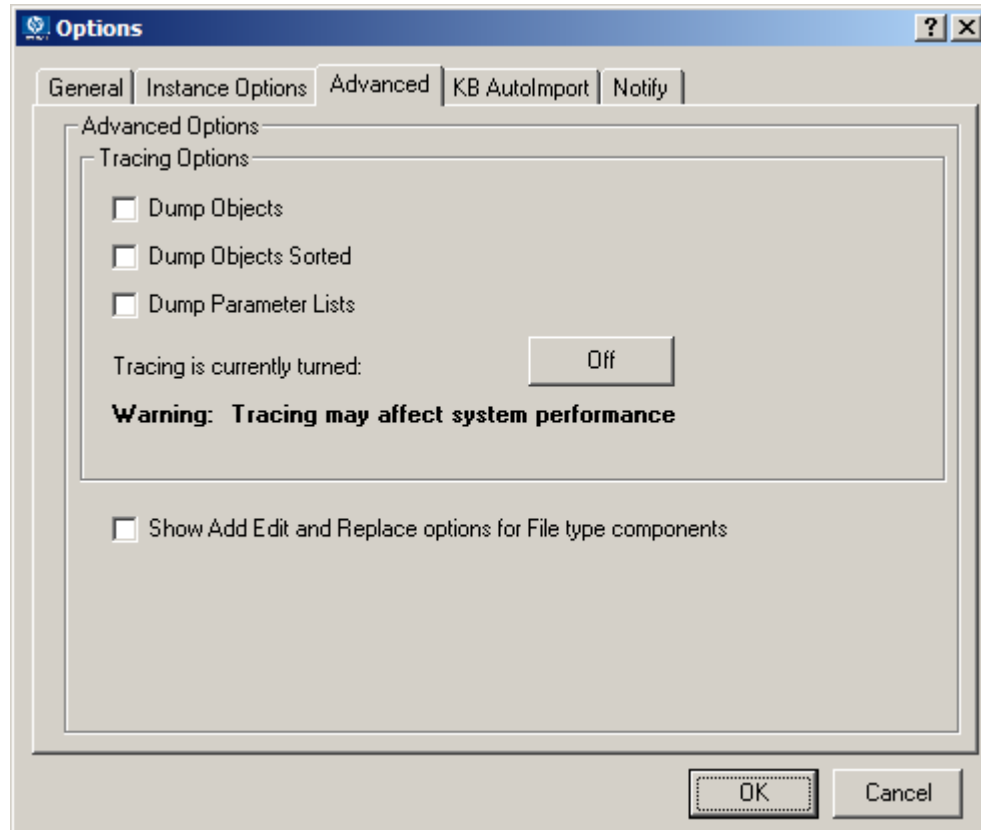 Options
General Instance Options Advanced KB AutoImport Notify
Advanced Options
Tracing Options
Dump Objects
Dump Objects Sorted
Dump Parameter Lists
Tracing is currently turned: Off
Warning: Tracing may affect system performance
Show Add Edit and Replace options for File type components
OK Cancel